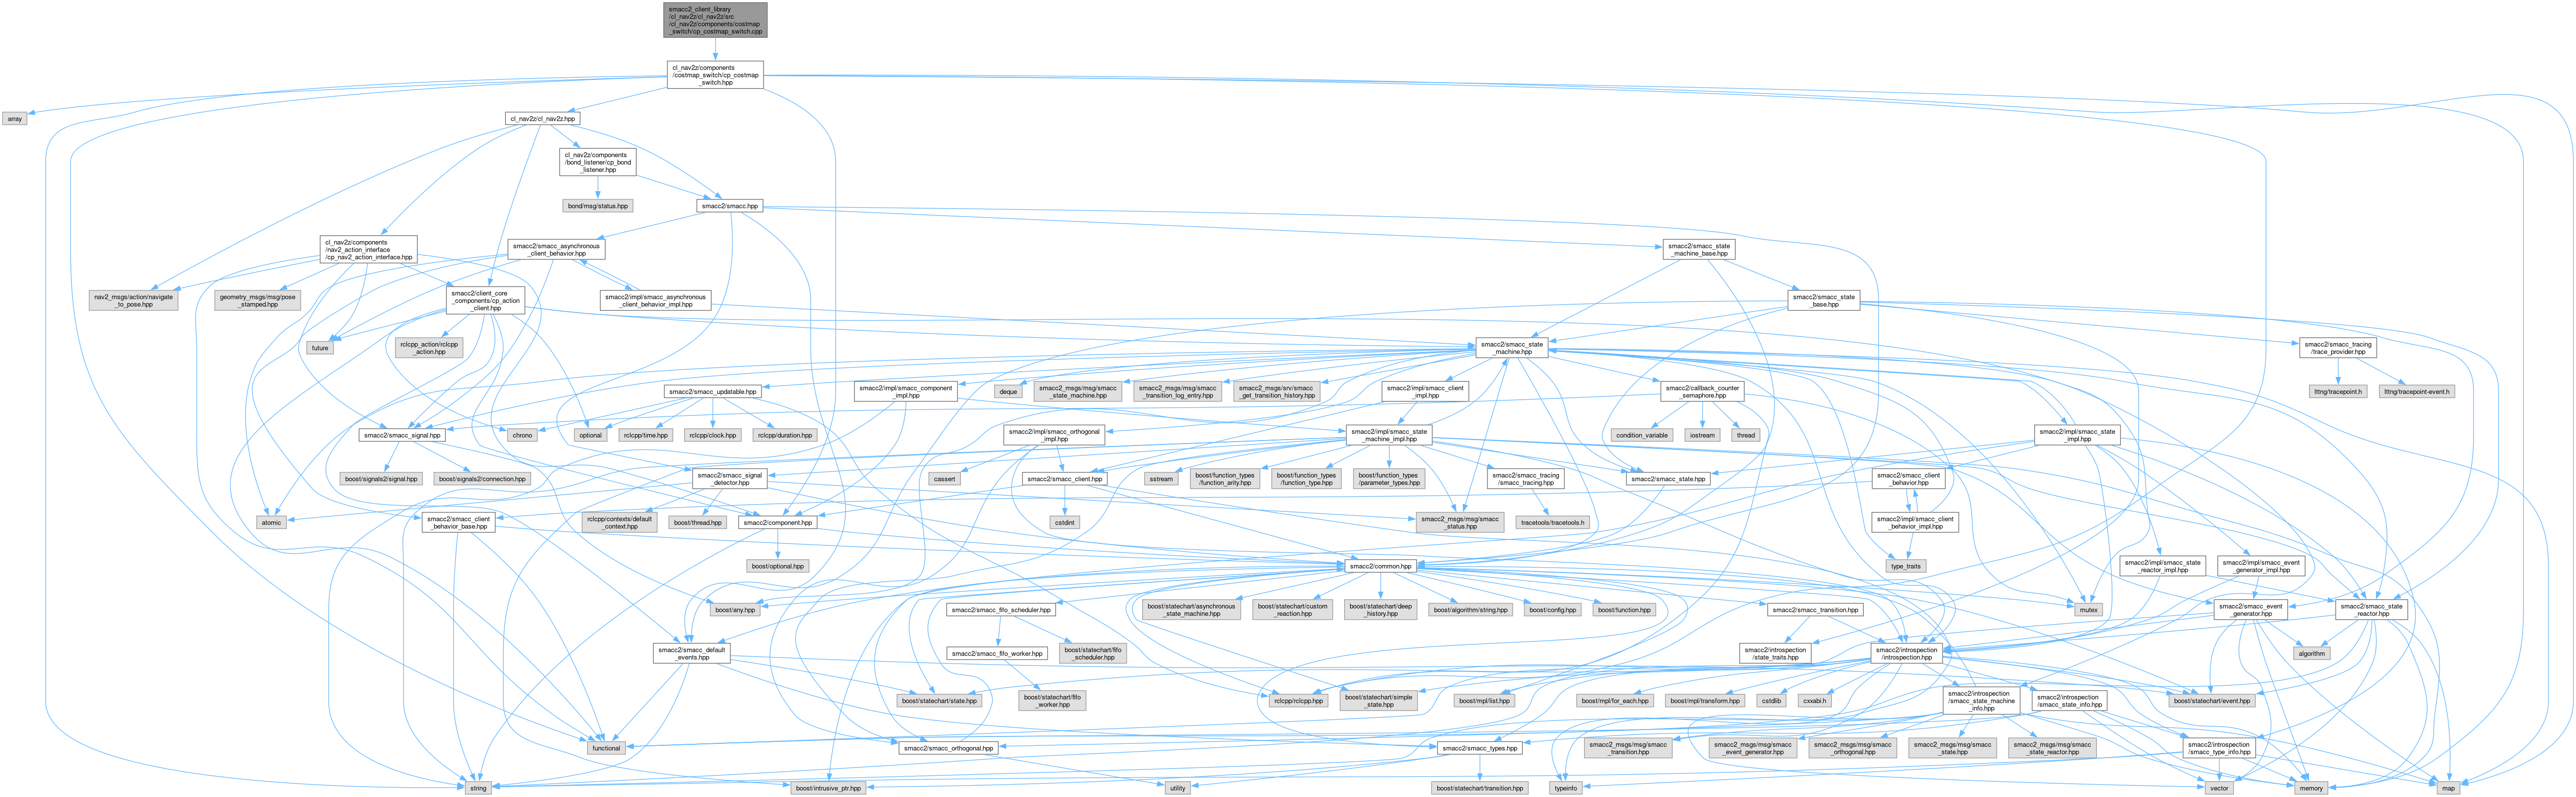 smacc2_client_library
/cl_nav2z/cl_nav2z/src
/cl_nav2z/components/costmap
_switch/cp_costmap_switch.cpp
cl_nav2z/components
/costmap_switch/cp_costmap
_switch.hpp
array
cl_nav2z/cl_nav2z.hpp
cl_nav2z/components
/bond_listener/cp_bond
_listener.hpp
bond/msg/status.hpp
smacc2/smacc.hpp
cl_nav2z/components
/nav2_action_interface
/cp_nav2_action_interface.hpp
smacc2/smacc_asynchronous
_client_behavior.hpp
smacc2/smacc_state
_machine_base.hpp
nav2_msgs/action/navigate
_to_pose.hpp
geometry_msgs/msg/pose
_stamped.hpp
smacc2/client_core
_components/cp_action
_client.hpp
smacc2/impl/smacc_asynchronous
_client_behavior_impl.hpp
smacc2/smacc_state
_base.hpp
future
rclcpp_action/rclcpp
_action.hpp
smacc2/smacc_state
_machine.hpp
smacc2/smacc_tracing
/trace_provider.hpp
smacc2/smacc_updatable.hpp
smacc2/impl/smacc_component
_impl.hpp
deque
smacc2_msgs/msg/smacc
_state_machine.hpp
smacc2_msgs/msg/smacc
_transition_log_entry.hpp
smacc2_msgs/srv/smacc
_get_transition_history.hpp
smacc2/impl/smacc_client
_impl.hpp
smacc2/callback_counter
_semaphore.hpp
lttng/tracepoint.h
lttng/tracepoint-event.h
smacc2/smacc_signal.hpp
chrono
optional
rclcpp/time.hpp
rclcpp/clock.hpp
rclcpp/duration.hpp
smacc2/impl/smacc_orthogonal
_impl.hpp
smacc2/impl/smacc_state
_machine_impl.hpp
condition_variable
iostream
thread
smacc2/impl/smacc_state
_impl.hpp
boost/signals2/signal.hpp
boost/signals2/connection.hpp
smacc2/smacc_signal
_detector.hpp
cassert
smacc2/smacc_client.hpp
sstream
boost/function_types
/function_arity.hpp
boost/function_types
/function_type.hpp
boost/function_types
/parameter_types.hpp
smacc2/smacc_tracing
/smacc_tracing.hpp
smacc2/smacc_state.hpp
smacc2/smacc_client
_behavior.hpp
atomic
smacc2/smacc_client
_behavior_base.hpp
rclcpp/contexts/default
_context.hpp
boost/thread.hpp
smacc2/component.hpp
cstdint
smacc2_msgs/msg/smacc
_status.hpp
tracetools/tracetools.h
smacc2/impl/smacc_client
_behavior_impl.hpp
boost/optional.hpp
smacc2/common.hpp
type_traits
smacc2/impl/smacc_state
_reactor_impl.hpp
smacc2/impl/smacc_event
_generator_impl.hpp
boost/any.hpp
smacc2/smacc_fifo_scheduler.hpp
boost/statechart/asynchronous
_state_machine.hpp
boost/statechart/custom
_reaction.hpp
boost/statechart/deep
_history.hpp
boost/algorithm/string.hpp
boost/config.hpp
boost/function.hpp
smacc2/smacc_transition.hpp
mutex
smacc2/smacc_event
_generator.hpp
smacc2/smacc_state
_reactor.hpp
smacc2/smacc_default
_events.hpp
smacc2/smacc_fifo_worker.hpp
boost/statechart/fifo
_scheduler.hpp
smacc2/introspection
/state_traits.hpp
smacc2/introspection
/introspection.hpp
algorithm
boost/statechart/state.hpp
boost/statechart/fifo
_worker.hpp
rclcpp/rclcpp.hpp
boost/statechart/simple
_state.hpp
boost/mpl/list.hpp
boost/mpl/for_each.hpp
boost/mpl/transform.hpp
cstdlib
cxxabi.h
smacc2/introspection
/smacc_state_machine
_info.hpp
smacc2/introspection
/smacc_state_info.hpp
boost/statechart/event.hpp
functional
smacc2/smacc_orthogonal.hpp
smacc2/smacc_types.hpp
smacc2_msgs/msg/smacc
_transition.hpp
smacc2_msgs/msg/smacc
_event_generator.hpp
smacc2_msgs/msg/smacc
_orthogonal.hpp
smacc2_msgs/msg/smacc
_state.hpp
smacc2_msgs/msg/smacc
_state_reactor.hpp
smacc2/introspection
/smacc_type_info.hpp
string
boost/intrusive_ptr.hpp
utility
boost/statechart/transition.hpp
typeinfo
vector
memory
map